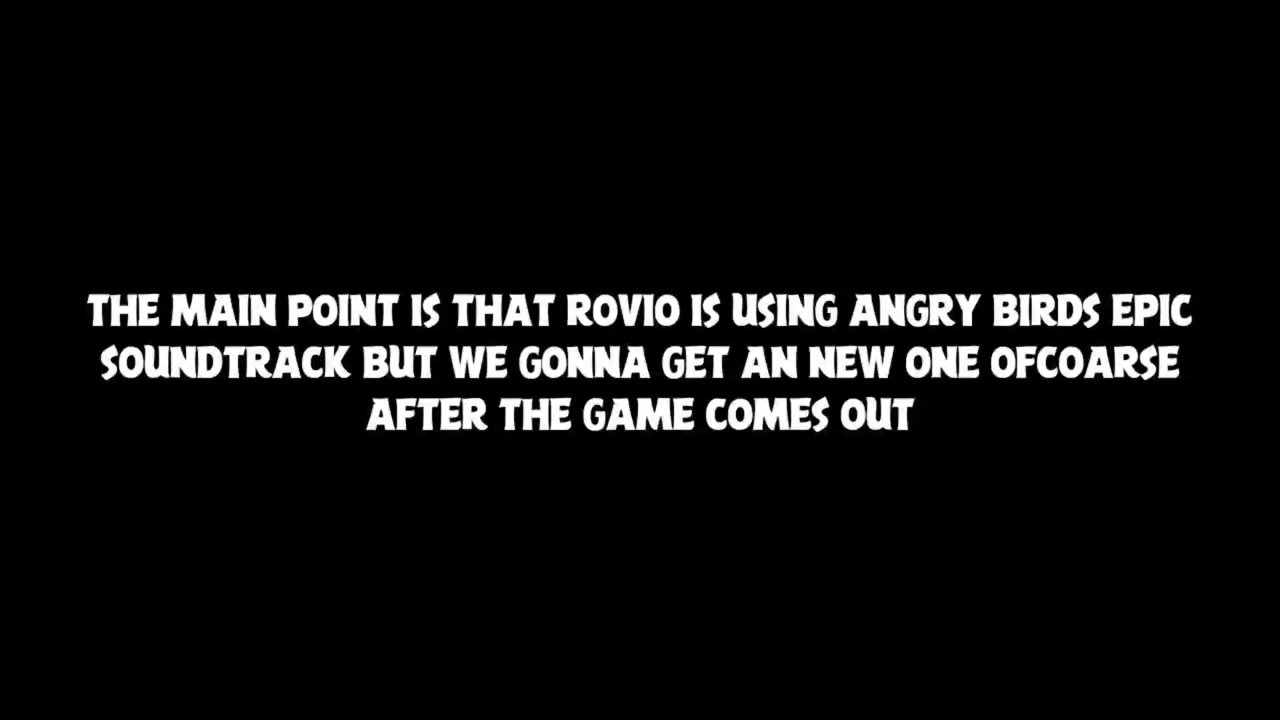 THE MAIN POINT IS THAT ROVIO IS USING ANGRY BIRDS EPIC
SOUNDTRACK BUT WE GONNA GET AN NEW ONE OFCOARSE
AFTER THE GAME COMES OUT